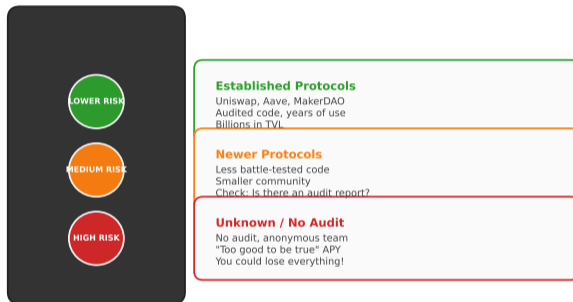 LOWER RISK
Established Protocols
Uniswap, Aave, MakerDAO
Audited code, years of use
Billions in TVL
MEDIUM RISK
Newer Protocols
Less battle-tested code
Smaller community
Check: Is there an audit report?
HIGH RISK
Unknown / No Audit
No audit, anonymous team
"Too good to be true" APY
You could lose everything!